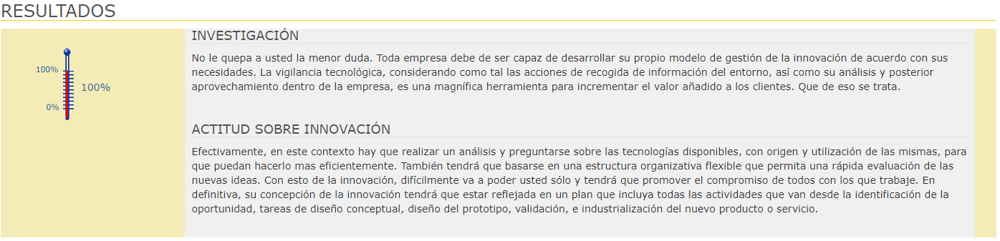 RESULTADOS
100%
100%
0%
INVESTIGACIÓN
No le quepa a usted la menor duda. Toda empresa debe de ser capaz de desarrollar su propio modelo de gestión de la innovación de acuerdo con sus
necesidades. La vigilancia tecnológica, considerando como tal las acciones de recogida de información del entorno, así como su análisis y posterior
aprovechamiento dentro de la empresa, es una magnífica herramienta para incrementar el valor añadido a los clientes. Que de eso se trata.
ACTITUD SOBRE INNOVACIÓN
Efectivamente, en este contexto hay que realizar un análisis y preguntarse sobre las tecnologías disponibles, con origen y utilización de las mismas, para
que puedan hacerlo mas eficientemente. También tendrá que basarse en una estructura organizativa flexible que permita una rápida evaluación de las
nuevas ideas. Con esto de la innovación, difícilmente va a poder usted sólo y tendrá que promover el compromiso de todos con los que trabaje. En
definitiva, su concepción de la innovación tendrá que estar reflejada en un plan que incluya todas las actividades que van desde la identificación de la
oportunidad, tareas de diseño conceptual, diseño del prototipo, validación, e industrialización del nuevo producto o servicio.